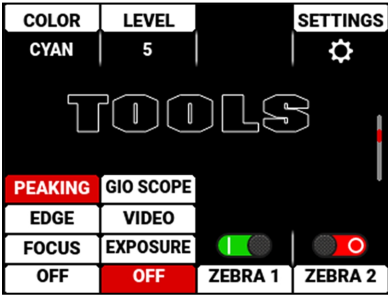 COLOR LEVEL SETTINGS
CYAN 5
TOOLS
PEAKING GIO SCOPE
EDGE VIDEO
FOCUS EXPOSURE
OFF OFF ZEBRA 1 ZEBRA 2